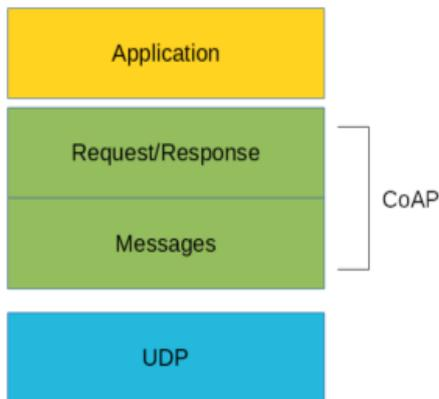 Application
Request/Response
CoAP
Messages
UDP